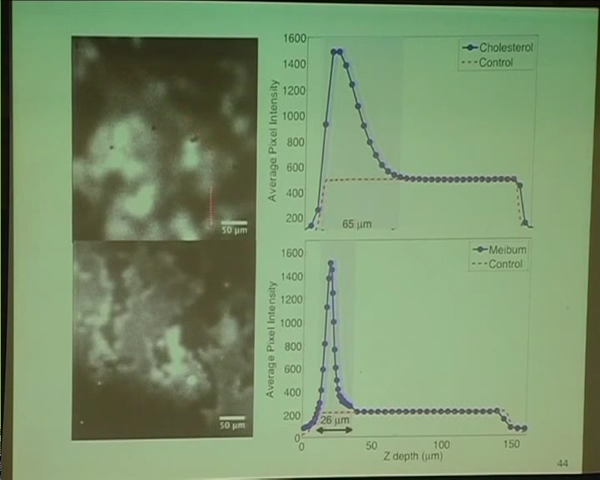 50 µm
1600
1400
1200
1000
800
600
400
200
Average Pixel Intensity
Cholesterol
Control
65 µm
50 µm
1600
1400
1200
1000
800
600
400
200
0
Average Pixel Intensity
Meibum
Control
26 µm
0 50 100 150
Z depth (µm)
44